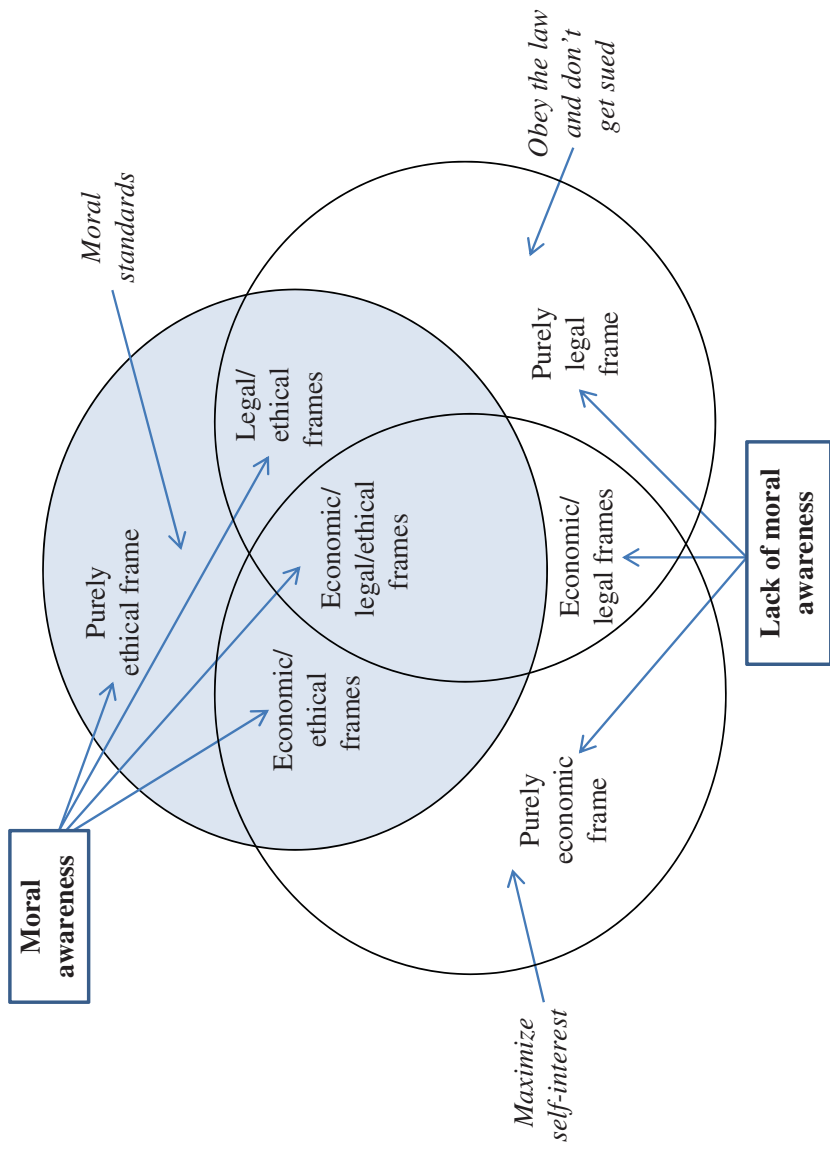 Moral
awareness
Moral
standards
Purely
ethical frame
Legal/
ethical
frames
Economic/
ethical
frames
Economic/
legal/ethical
frames
Obey the law
and don't
get sued
Maximize
self-interest
Purely
economic
frame
Economic/
legal frames
Purely
legal
frame
Lack of moral
awareness